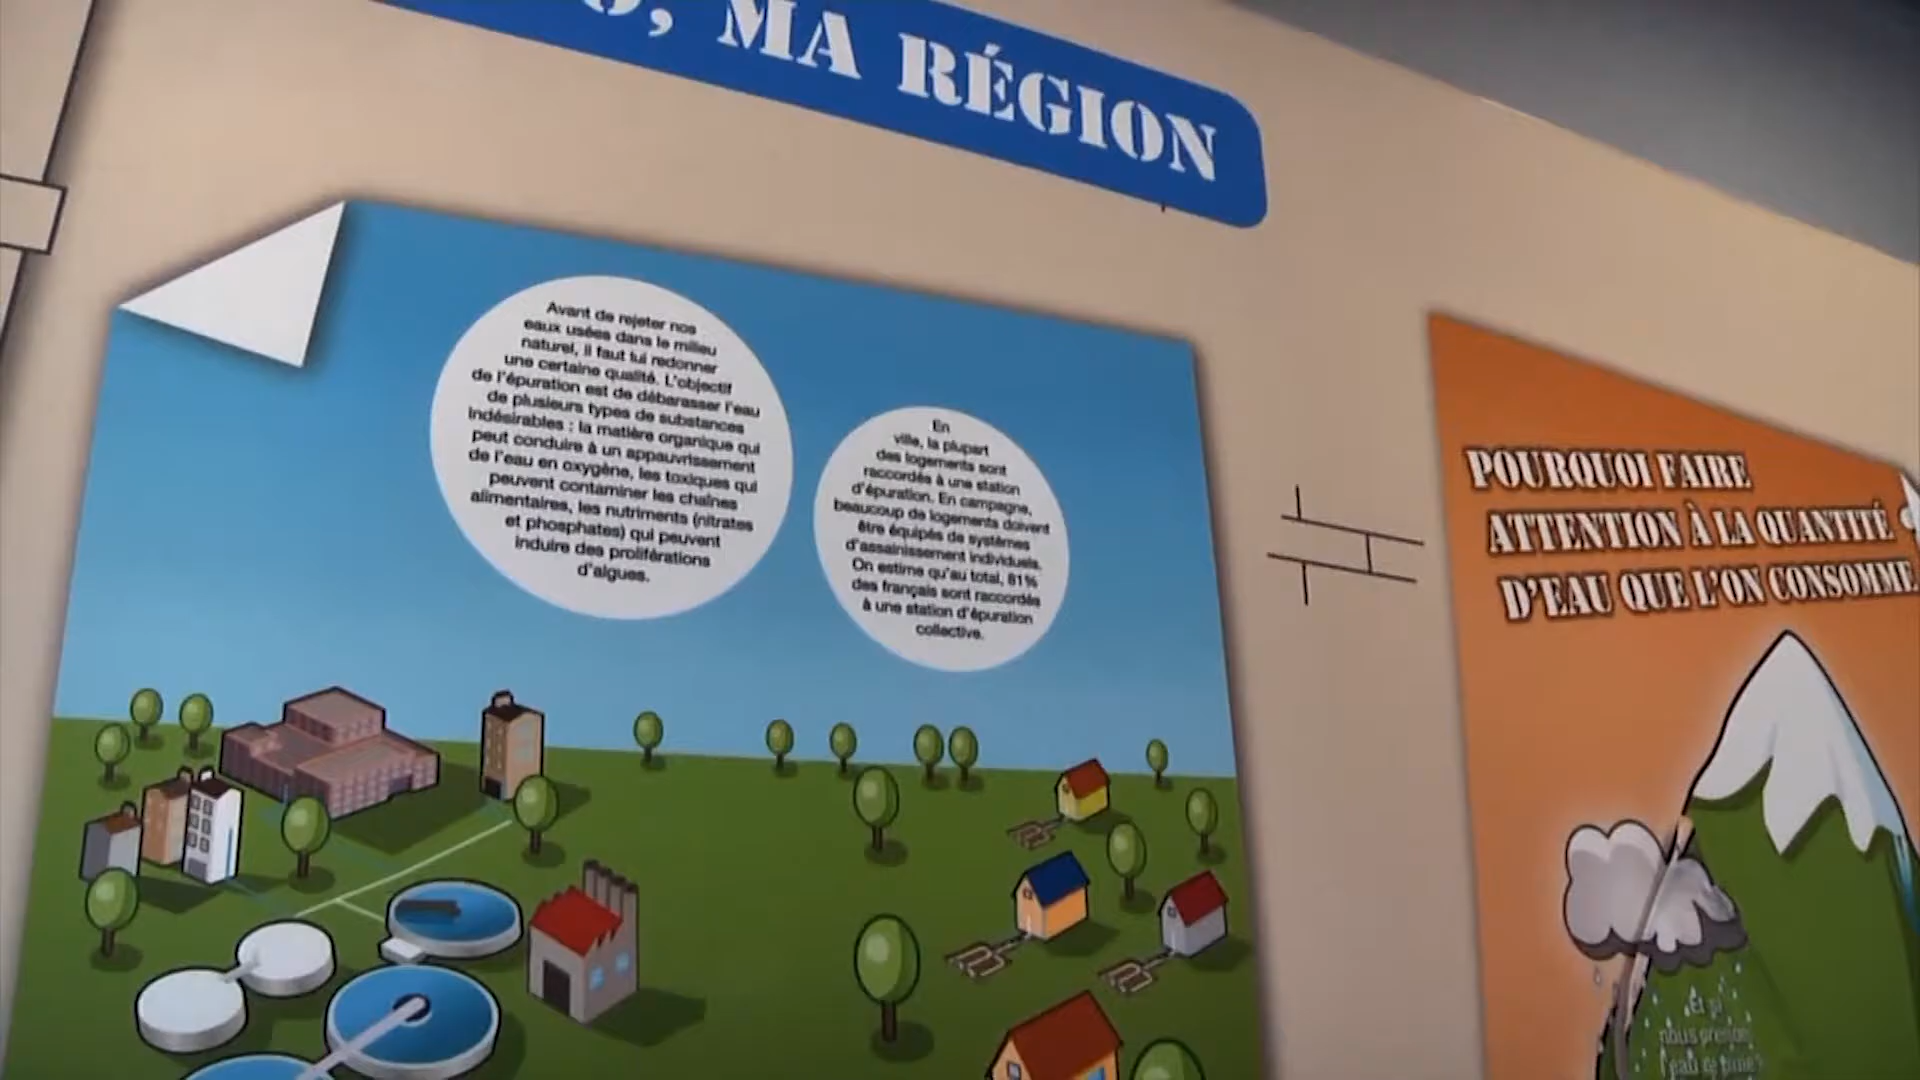 , MA RÉGION
Avant de rejeter nos
eaux usées dans le milieu
naturel, il faut lui redonner
une certaine qualité. L'objectif
de l'épuration est de débarasser l'eau
de plusieurs types de substances
indésirables : la matière organique qui
peut conduire à un appauvrissement
de l'eau en oxygène, les toxiques qui
peuvent contaminer les chaînes
alimentaires, les nutriments (nitrates
et phosphates) qui peuvent
induire des proliférations
d'algues.
En
ville, la plupart
des logements sont
raccordés à une station
d'épuration. En campagne,
beaucoup de logements doivent
être équipés de systèmes
d'assainissement individuels.
On estime qu'au total, 81%
des français sont raccordés
à une station d'épuration
collective.
POURQUOI FAIRE
ATTENTION À LA QUANTITÉ
D'EAU QUE L'ON CONSOMME
Et si
nous
l'eau